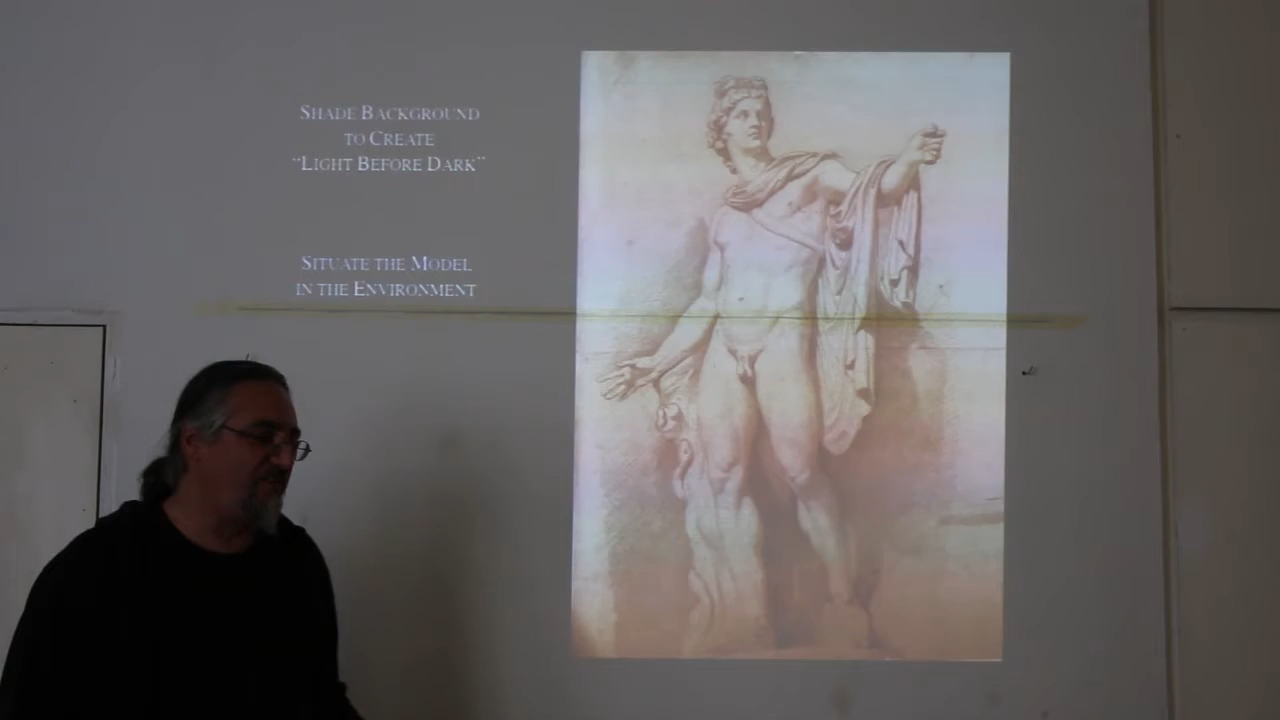 SHADE BACKGROUND
TO CREATE
“LIGHT BEFORE DARK”
SITUATE THE MODEL
IN THE ENVIRONMENT